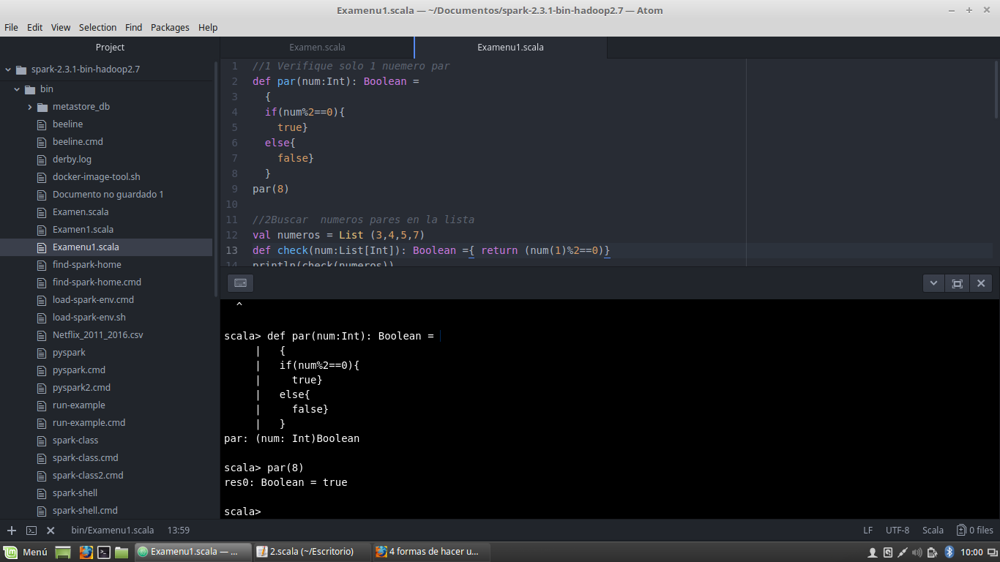 Examenu1.scala — ~/Documentos/spark-2.3.1-bin-hadoop2.7 — Atom
File Edit View Selection Find Packages Help
Project
spark-2.3.1-bin-hadoop2.7
bin
metastore_db
beeline
beeline.cmd
derby.log
docker-image-tool.sh
Documento no guardado 1
Examen.scala
Examen1.scala
Examenu1.scala
find-spark-home
find-spark-home.cmd
load-spark-env.cmd
load-spark-env.sh
Netflix_2011_2016.csv
pyspark
pyspark.cmd
pyspark2.cmd
run-example
run-example.cmd
spark-class
spark-class.cmd
spark-class2.cmd
spark-shell
spark-shell.cmd
Examen.scala Examenu1.scala
1 //1 Verifique solo 1 nuemero par
2 def par(num:Int): Boolean =
3 {
4 if(num%2==0){
5 true}
6 else{
7 false}
8 }
9 par(8)
10
11 //2Buscar  numeros pares en la lista
12 val numeros = List (3,4,5,7)
13 def check(num:List[Int]): Boolean ={ return (num(1)%2==0)}
14 println(check(numeros))
^
scala> def par(num:Int): Boolean =
| {
| if(num%2==0){
| true}
| else{
| false}
| }
par: (num: Int)Boolean
scala> par(8)
res0: Boolean = true
scala>
bin/Examenu1.scala 13:59 LF UTF-8 Scala 0 files
Menú Examenu1.scala — ... 2.scala (~/Escritorio) 4 formas de hacer u... 10:00